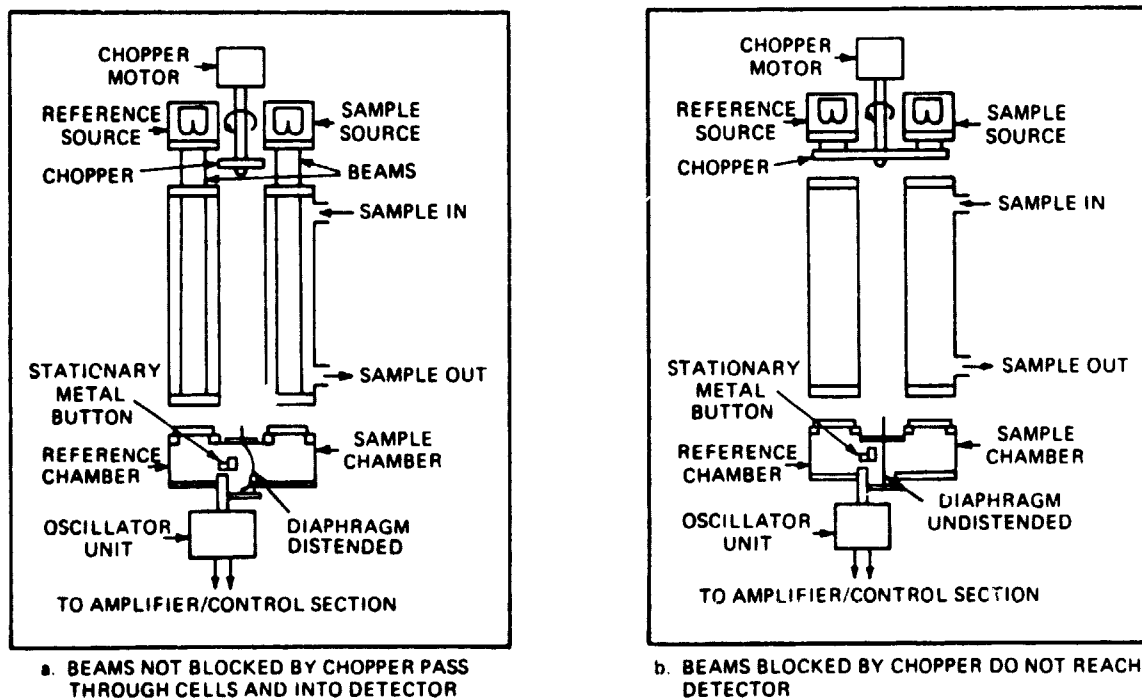 CHOPPER
MOTOR
REFERENCE
SOURCE
SAMPLE
SOURCE
CHOPPER
BEAMS
SAMPLE IN
SAMPLE OUT
STATIONARY
METAL
BUTTON
REFERENCE
CHAMBER
SAMPLE
CHAMBER
OSCILLATOR
UNIT
DIAPHRAGM
DISTENDED
TO AMPLIFIER/CONTROL SECTION
a. BEAMS NOT BLOCKED BY CHOPPER PASS
THROUGH CELLS AND INTO DETECTOR
CHOPPER
MOTOR
REFERENCE
SOURCE
SAMPLE
SOURCE
CHOPPER
SAMPLE IN
SAMPLE OUT
STATIONARY
METAL
BUTTON
REFERENCE
CHAMBER
SAMPLE
CHAMBER
OSCILLATOR
UNIT
DIAPHRAGM
UNDISTENDED
TO AMPLIFIER/CONTROL SECTION
b. BEAMS BLOCKED BY CHOPPER DO NOT REACH
DETECTOR